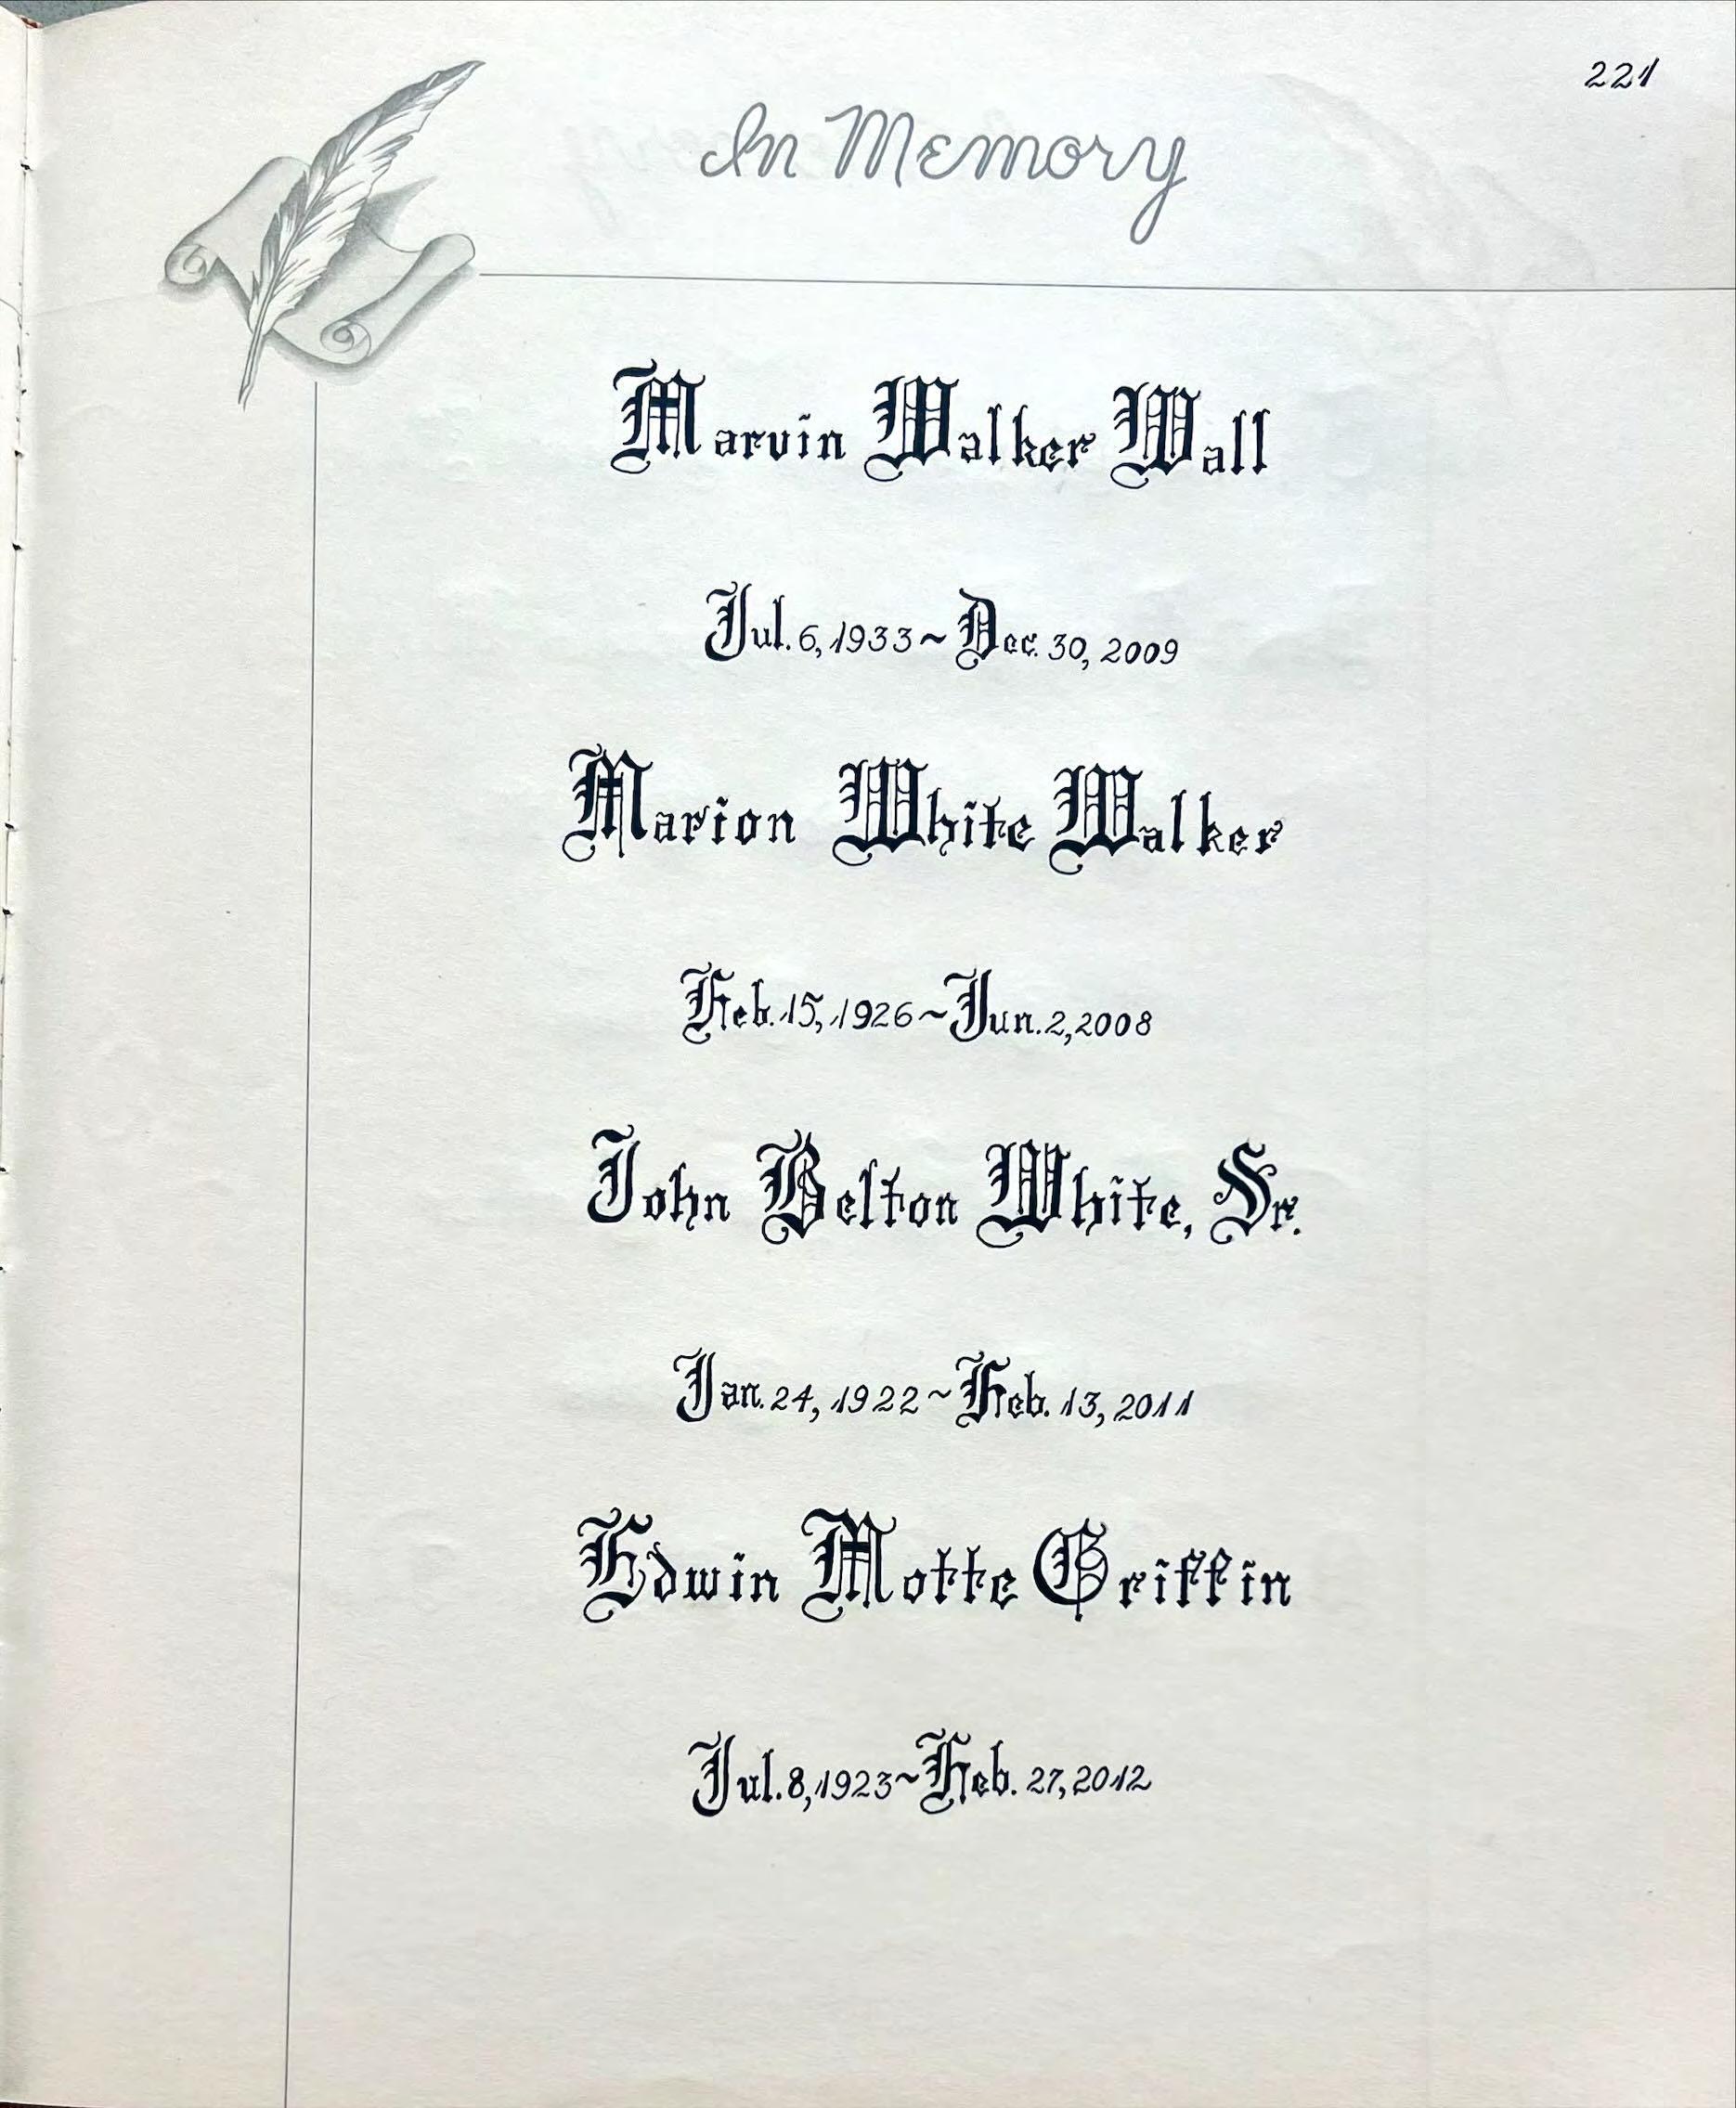 221
In Memory
Marvin Walker Wall
Jul. 6, 1933 ~ Dec. 30, 2009
Marion White Walker
Feb. 15, 1926 ~ Jun. 2, 2008
John Belton White, Sr.
Jan. 24, 1922 ~ Feb. 13, 2011
Edwin Motte Griffin
Jul. 8, 1923 ~ Feb. 27, 2012